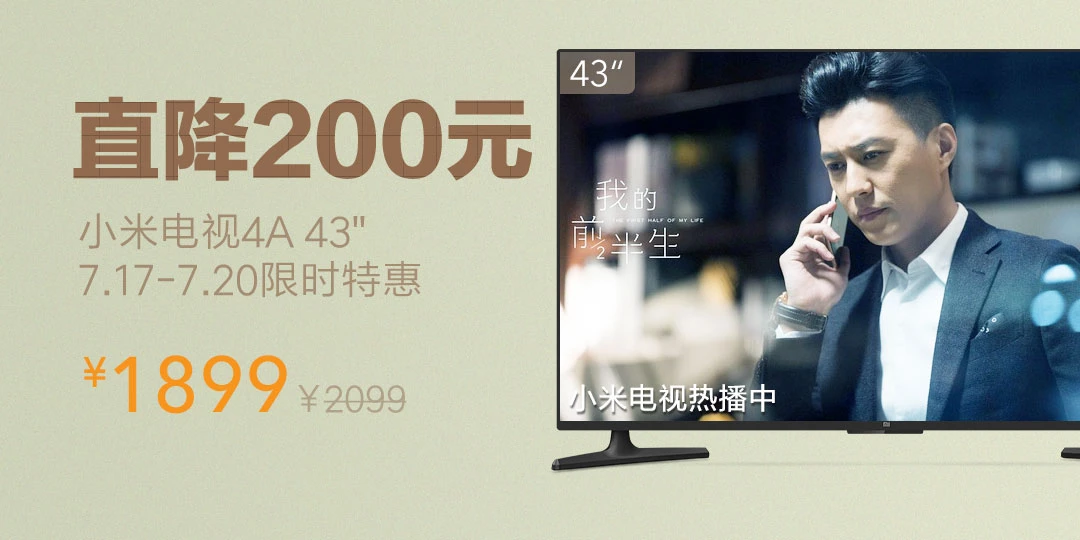 直降200元
小米电视4A 43"
7.17-7.20限时特惠
¥1899 ¥2099
43"
我的
THE FIRST HALF OF MY LIFE
前半生
2
小米电视热播中
mi